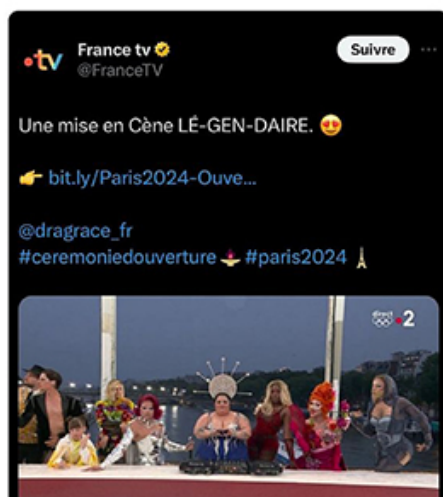 tv
France tv
@FranceTV
Suivre
Une mise en Cène LÉ-GEN-DAIRE. 😍
👉 bit.ly/Paris2024-Ouve...
@dragrace_fr
#ceremoniedouverture #paris2024
direct
2